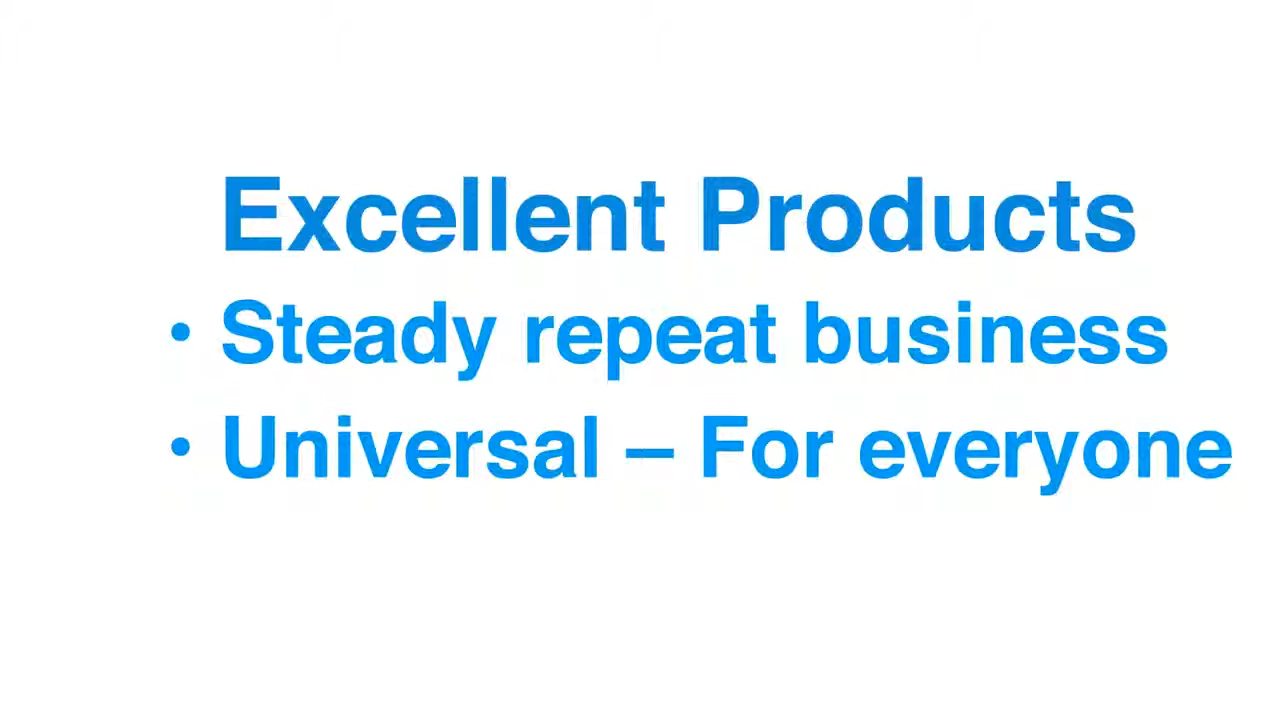 Excellent Products
• Steady repeat business
• Universal – For everyone